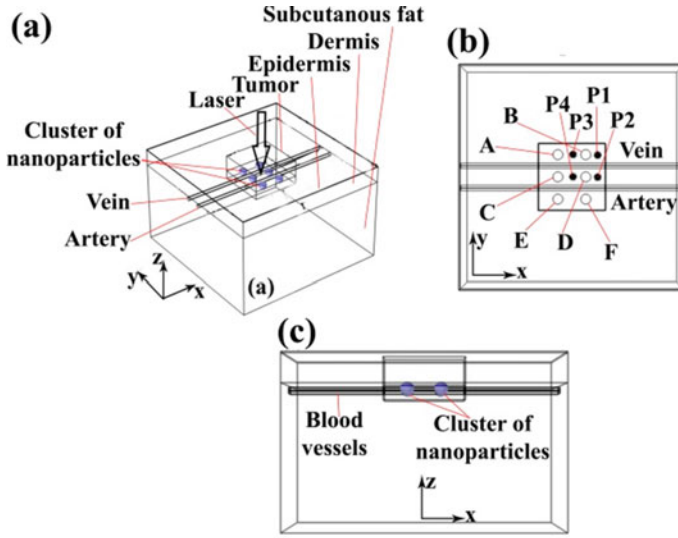 (a)
Subcutanous fat
Dermis
Epidermis
Tumor
Laser
Cluster of
nanoparticles
Vein
Artery
z
y
x
(a)
(b)
P4
P1
B
P3
P2
A
Vein
C
Artery
E
D
F
y
x
(c)
Blood
vessels
Cluster of
nanoparticles
z
x